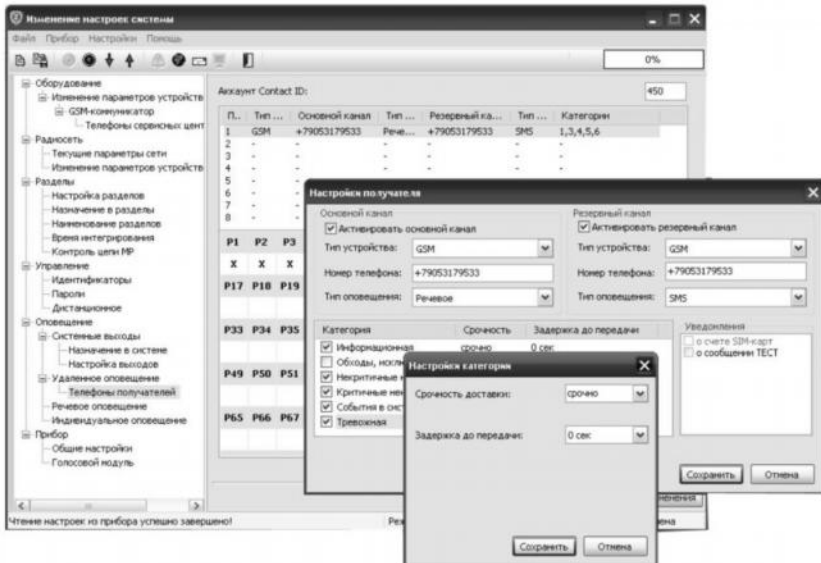 Изменение настроек системы
Файл Прибор Настройки Помощь
0%
Оборудование
Изменение параметров устройств
GSM-коммуникатор
Телефоны сервисных цент
Радиосеть
Текущие параметры сети
Изменение параметров устройств
Разделы
Настройка разделов
Назначение в разделы
Наименование разделов
Время интегрирования
Контроль цепи МР
Управление
Идентификаторы
Пароли
Дистанционное
Оповещение
Системные выходы
Назначение в системе
Настройка выходов
Удаленное оповещение
Телефоны получателей
Речевое оповещение
Индивидуальное оповещение
Прибор
Общие настройки
Голосовой модуль
Аккаунт Contact ID:
450
П.. Тип ... Основной канал Тип ... Резервный ка... Тип ... Категории
1 GSM +79053179533 Рече... +79053179533 SMS 1,3,4,5,6
2 - - - - - -
3 - - - - - -
4 - - - - - -
5 - -
6 - -
7 - -
8 - -
P1 P2 P3
X X X
P17 P18 P19
P33 P34 P35
P49 P50 P51
P65 P66 P67
Настройки получателя
Основной канал
Активировать основной канал
Тип устройства: GSM
Номер телефона: +79053179533
Тип оповещения: Речевое
Резервный канал
Активировать резервный канал
Тип устройства: GSM
Номер телефона: +79053179533
Тип оповещения: SMS
Категория Срочность Задержка до передачи
Информационная срочно 0 сек
Обходы, исклю
Некритичные н
Критичные неи
События в сист
Тревожная
Уведомления
о счете SIM-карт
о сообщении ТЕСТ
Сохранить Отмена
Настройки категории
Срочность доставки: срочно
Задержка до передачи: 0 сек
Сохранить Отмена
менения
Чтение настроек из прибора успешно завершено!
Реж
ена